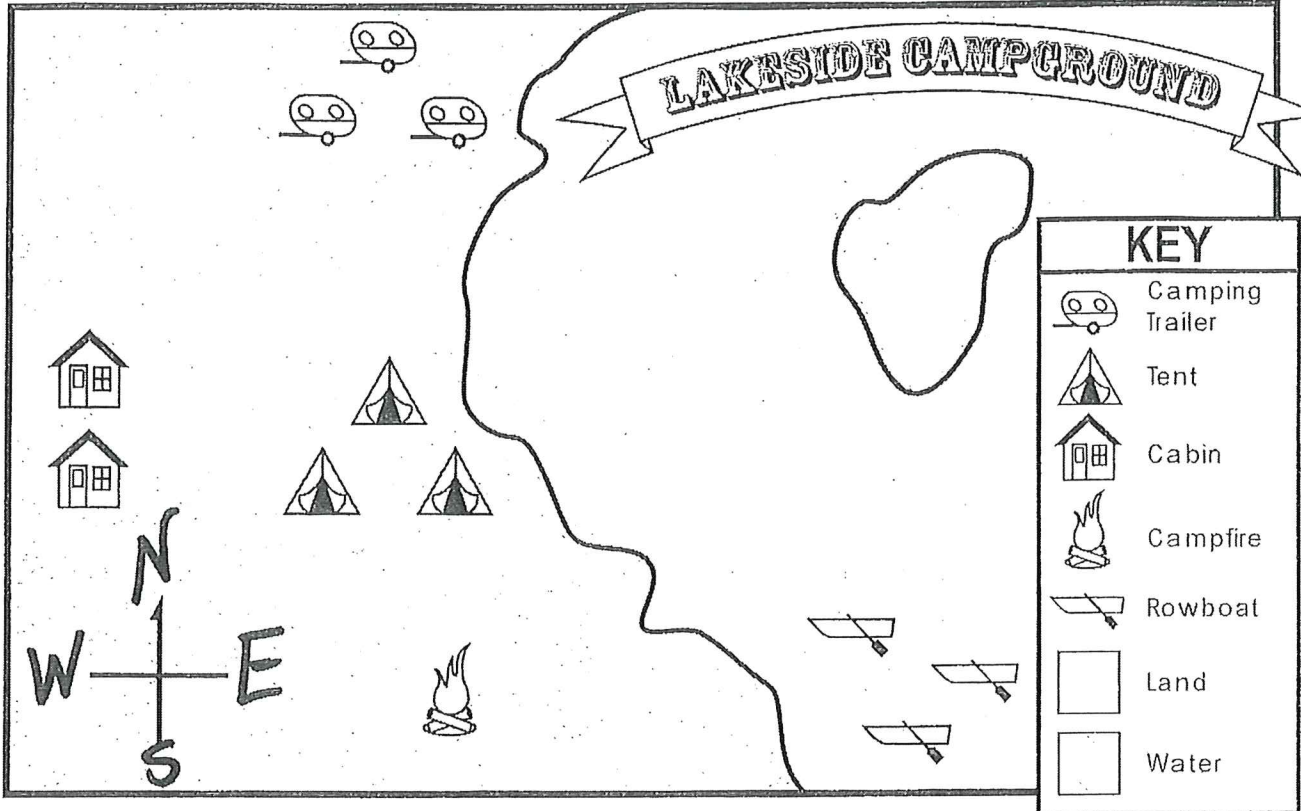 LAKESIDE CAMPGROUND
KEY
Camping
Trailer
Tent
Cabin
Campfire
Rowboat
Land
Water
N
W E
S